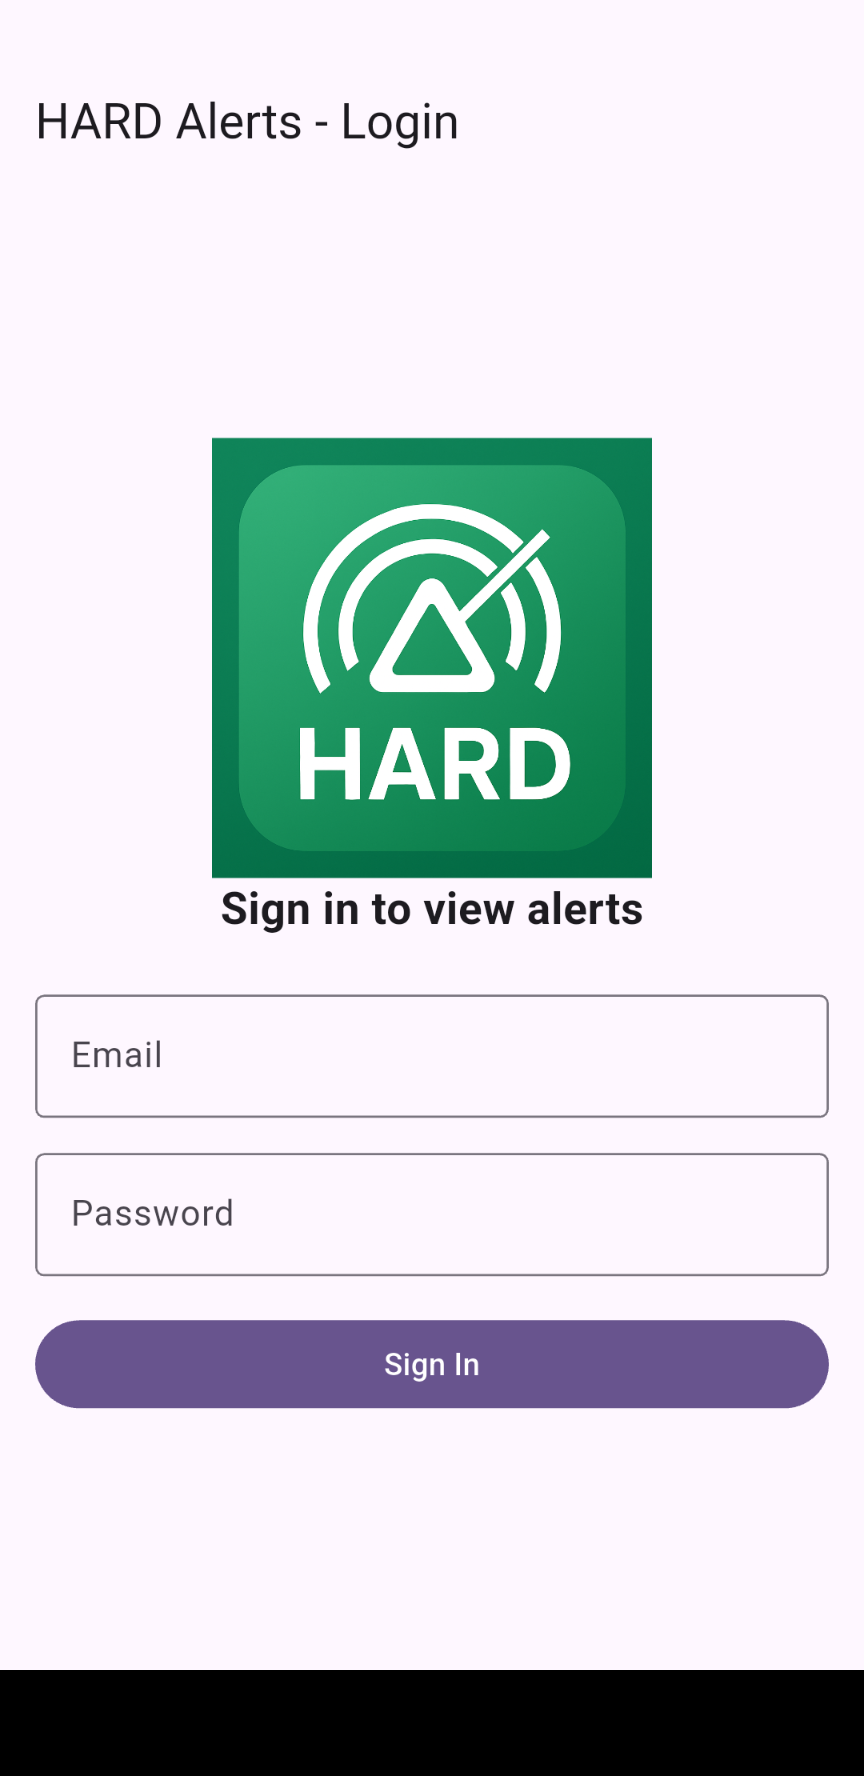 HARD Alerts - Login
HARD
Sign in to view alerts
Email
Password
Sign In